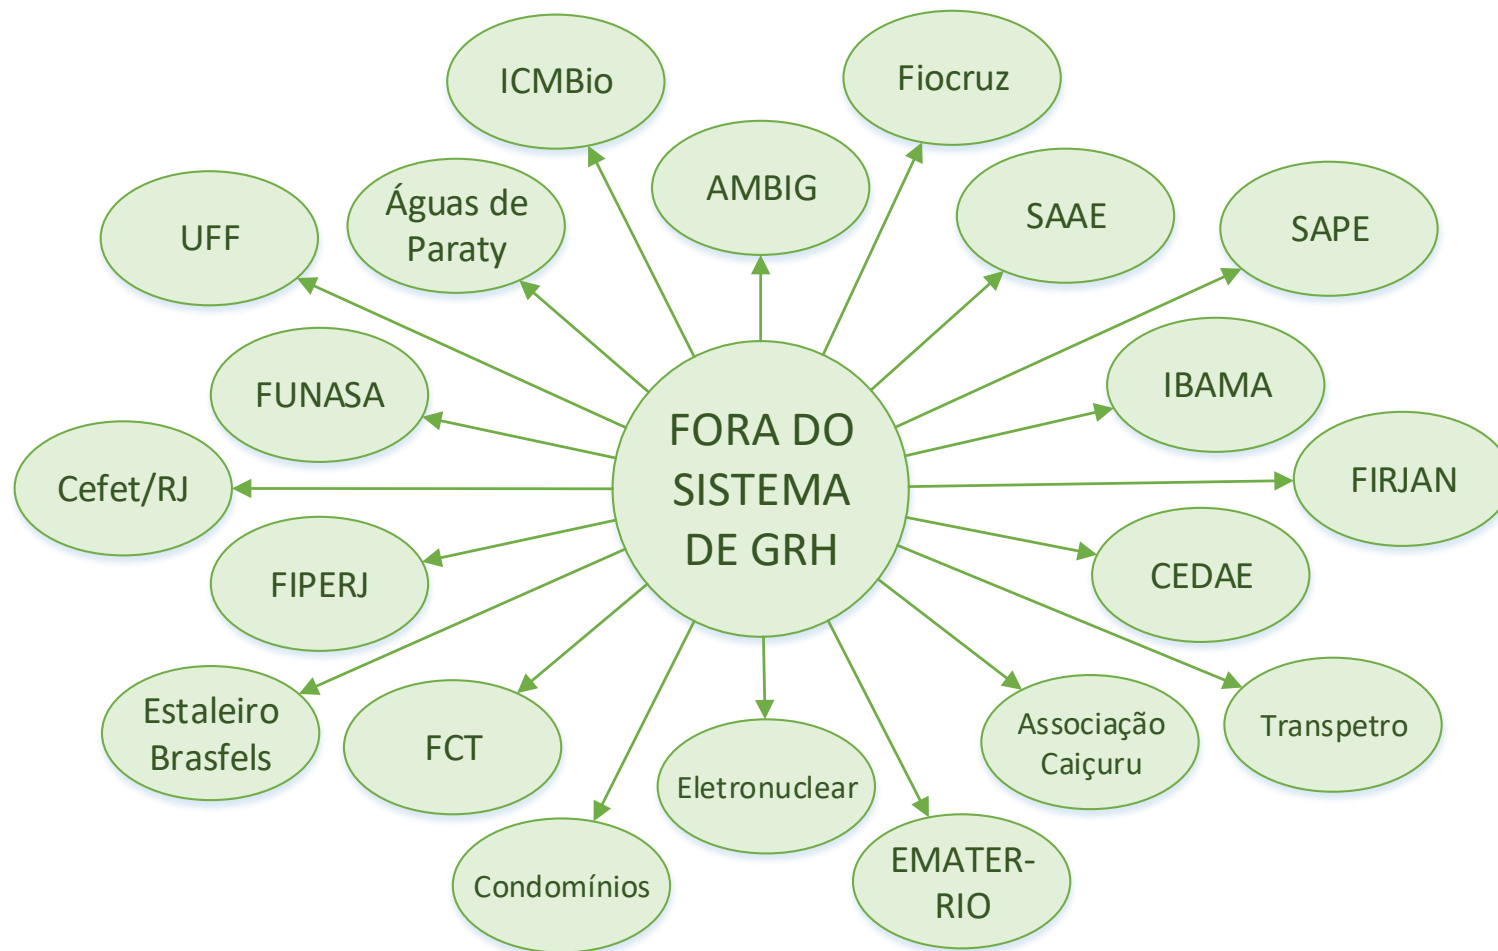 ICMBio
Fiocruz
AMBIG
Águas de
Paraty
UFF
SAAE
SAPE
FUNASA
IBAMA
FORA DO
SISTEMA
DE GRH
Cefet/RJ
FIRJAN
FIPERJ
CEDAE
Estaleiro
Brasfels
FCT
Eletronuclear
Associação
Caiçuru
Transpetro
Condomínios
EMATER-
RIO